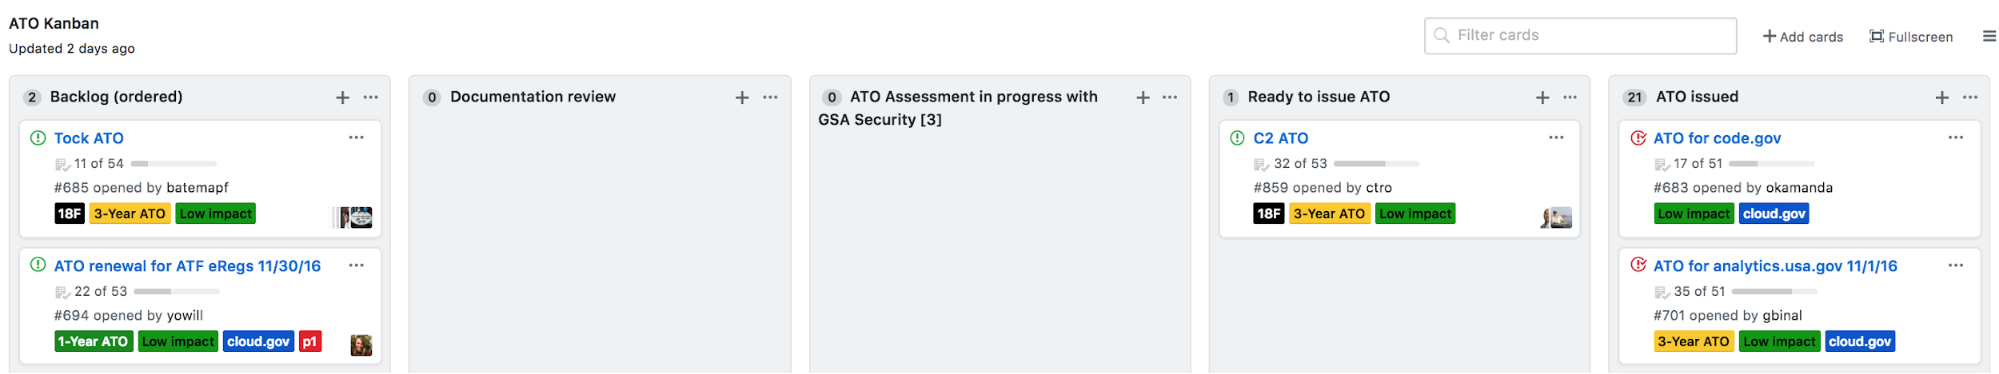 ATO Kanban
Updated 2 days ago
Filter cards
Add cards
Fullscreen
2 Backlog (ordered)
Tock ATO
11 of 54
#685 opened by batemapf
18F 3-Year ATO Low impact
ATO renewal for ATF eRegs 11/30/16
22 of 53
#694 opened by yowill
1-Year ATO Low impact cloud.gov p1
0 Documentation review
0 ATO Assessment in progress with
GSA Security [3]
1 Ready to issue ATO
C2 ATO
32 of 53
#859 opened by ctro
18F 3-Year ATO Low impact
21 ATO issued
ATO for code.gov
17 of 51
#683 opened by okamanda
Low impact cloud.gov
ATO for analytics.usa.gov 11/1/16
35 of 51
#701 opened by gbinal
3-Year ATO Low impact cloud.gov